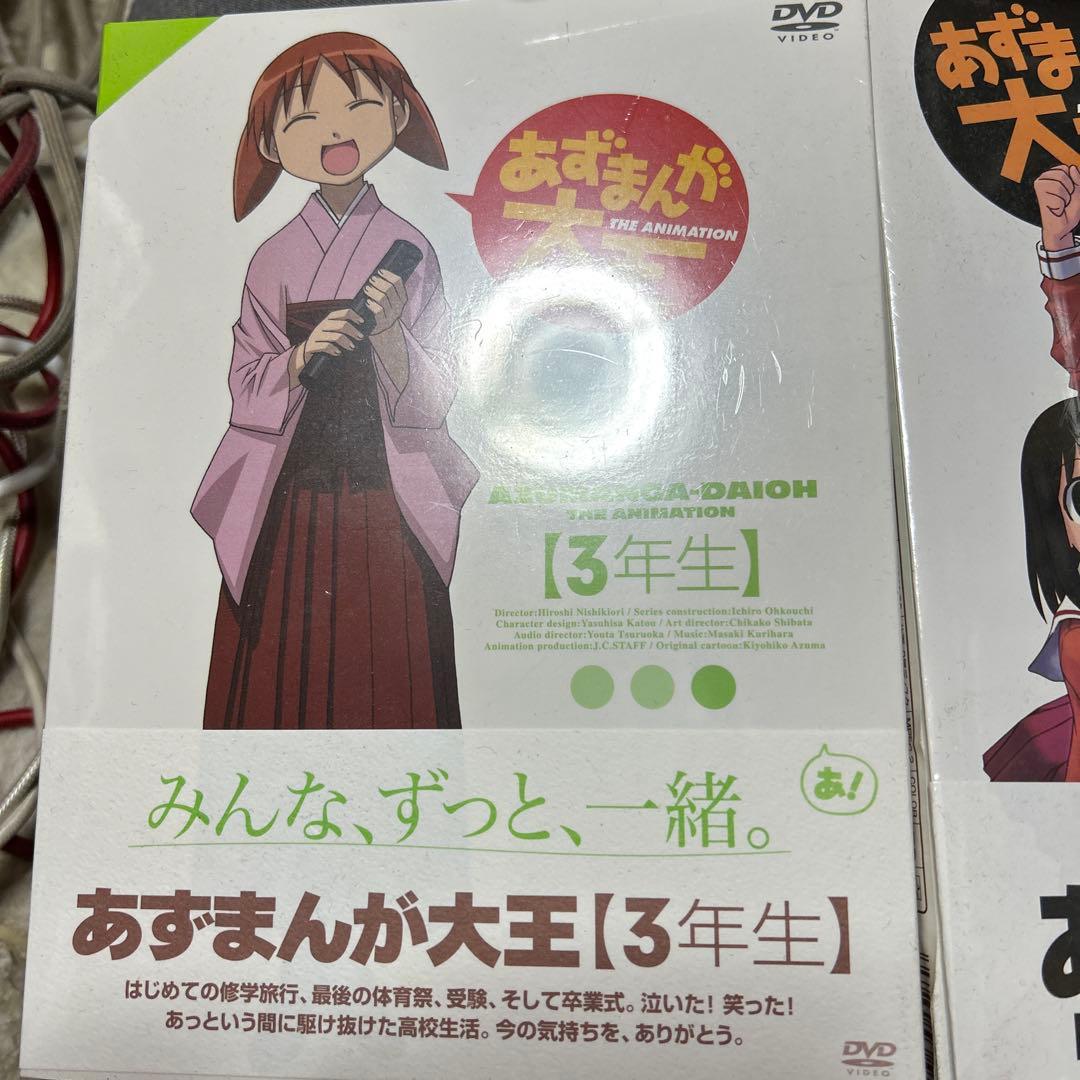 DVD
VIDEO
あずまんが
大王
THE ANIMATION
あずま
大
AZUMANGA-DAIOH
THE ANIMATION
【3年生】
Director:Hiroshi Nishikiori / Series construction:Ichiro Ohkouchi
Character design:Yasuhisa Katou / Art director:Chikako Shibata
Audio director:Youta Tsuruoka / Music:Masaki Kurihara
Animation production:J.C.STAFF / Original cartoon:Kiyohiko Azuma
みんな、ずっと、一緒。
あ!
あずまんが大王【3年生】
はじめての修学旅行、最後の体育祭、受験、そして卒業式。泣いた! 笑った!
あっという間に駆け抜けた高校生活。今の気持ちを、ありがとう。
DVD
VIDEO